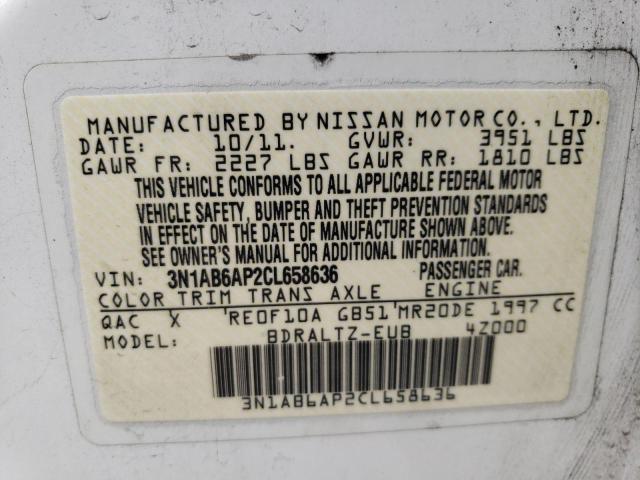 MANUFACTURED BY NISSAN MOTOR CO., LTD.
DATE: 10/11. GVWR: 3951 LBS
GAWR FR: 2227 LBS GAWR RR: 1810 LBS
THIS VEHICLE CONFORMS TO ALL APPLICABLE FEDERAL MOTOR
VEHICLE SAFETY, BUMPER AND THEFT PREVENTION STANDARDS
IN EFFECT ON THE DATE OF MANUFACTURE SHOWN ABOVE.
SEE OWNER'S MANUAL FOR ADDITIONAL INFORMATION.
VIN: 3N1AB6AP2CL658636 PASSENGER CAR.
COLOR TRIM TRANS AXLE ENGINE
QAC X 'RE0F10A GB51'MR20DE 1997 CC
MODEL: BDRALTZ-EUB 4Z000
3N1AB6AP2CL658636